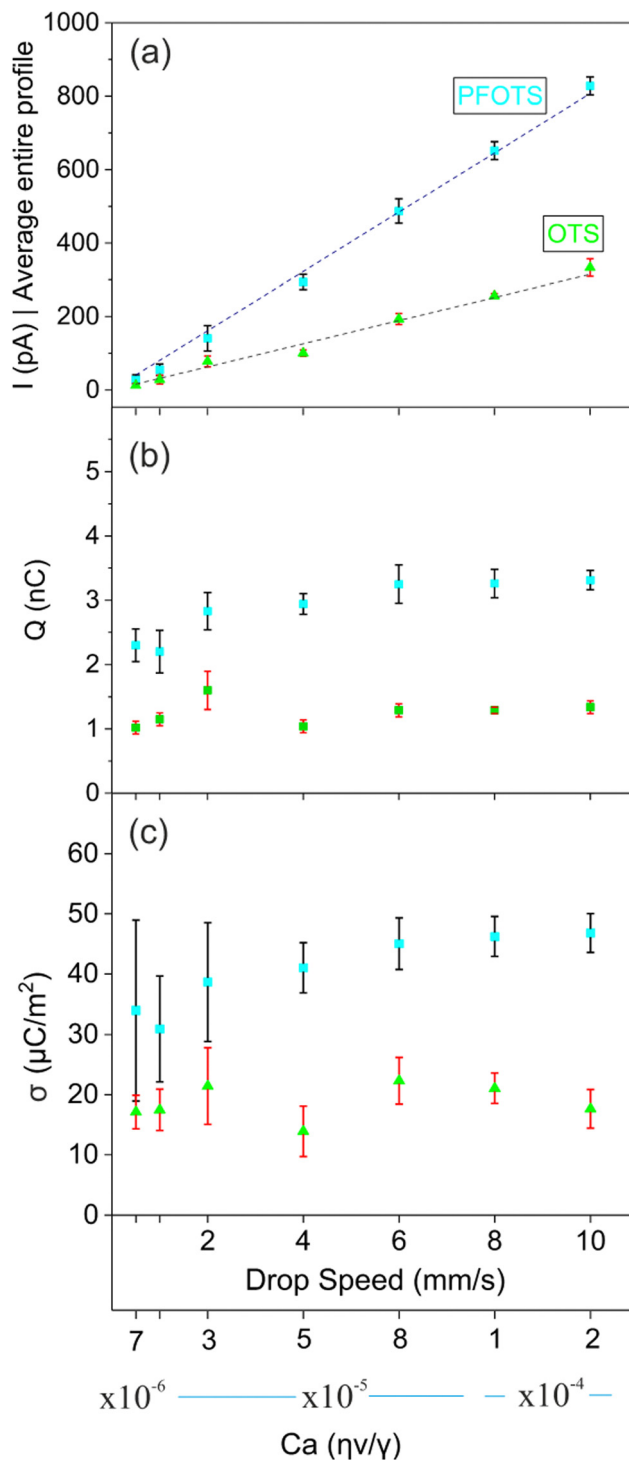 1000
(a)
800
PFOTS
600
OTS
400
200
0
I (pA) | Average entire profile
(b)
5
4
3
2
1
0
Q (nC)
(c)
60
50
40
30
20
10
0
σ (µC/m²)
2 4 6 8 10
Drop Speed (mm/s)
7 3 5 8 1 2
x10⁻⁶ x10⁻⁵ x10⁻⁴
Ca (ηv/γ)